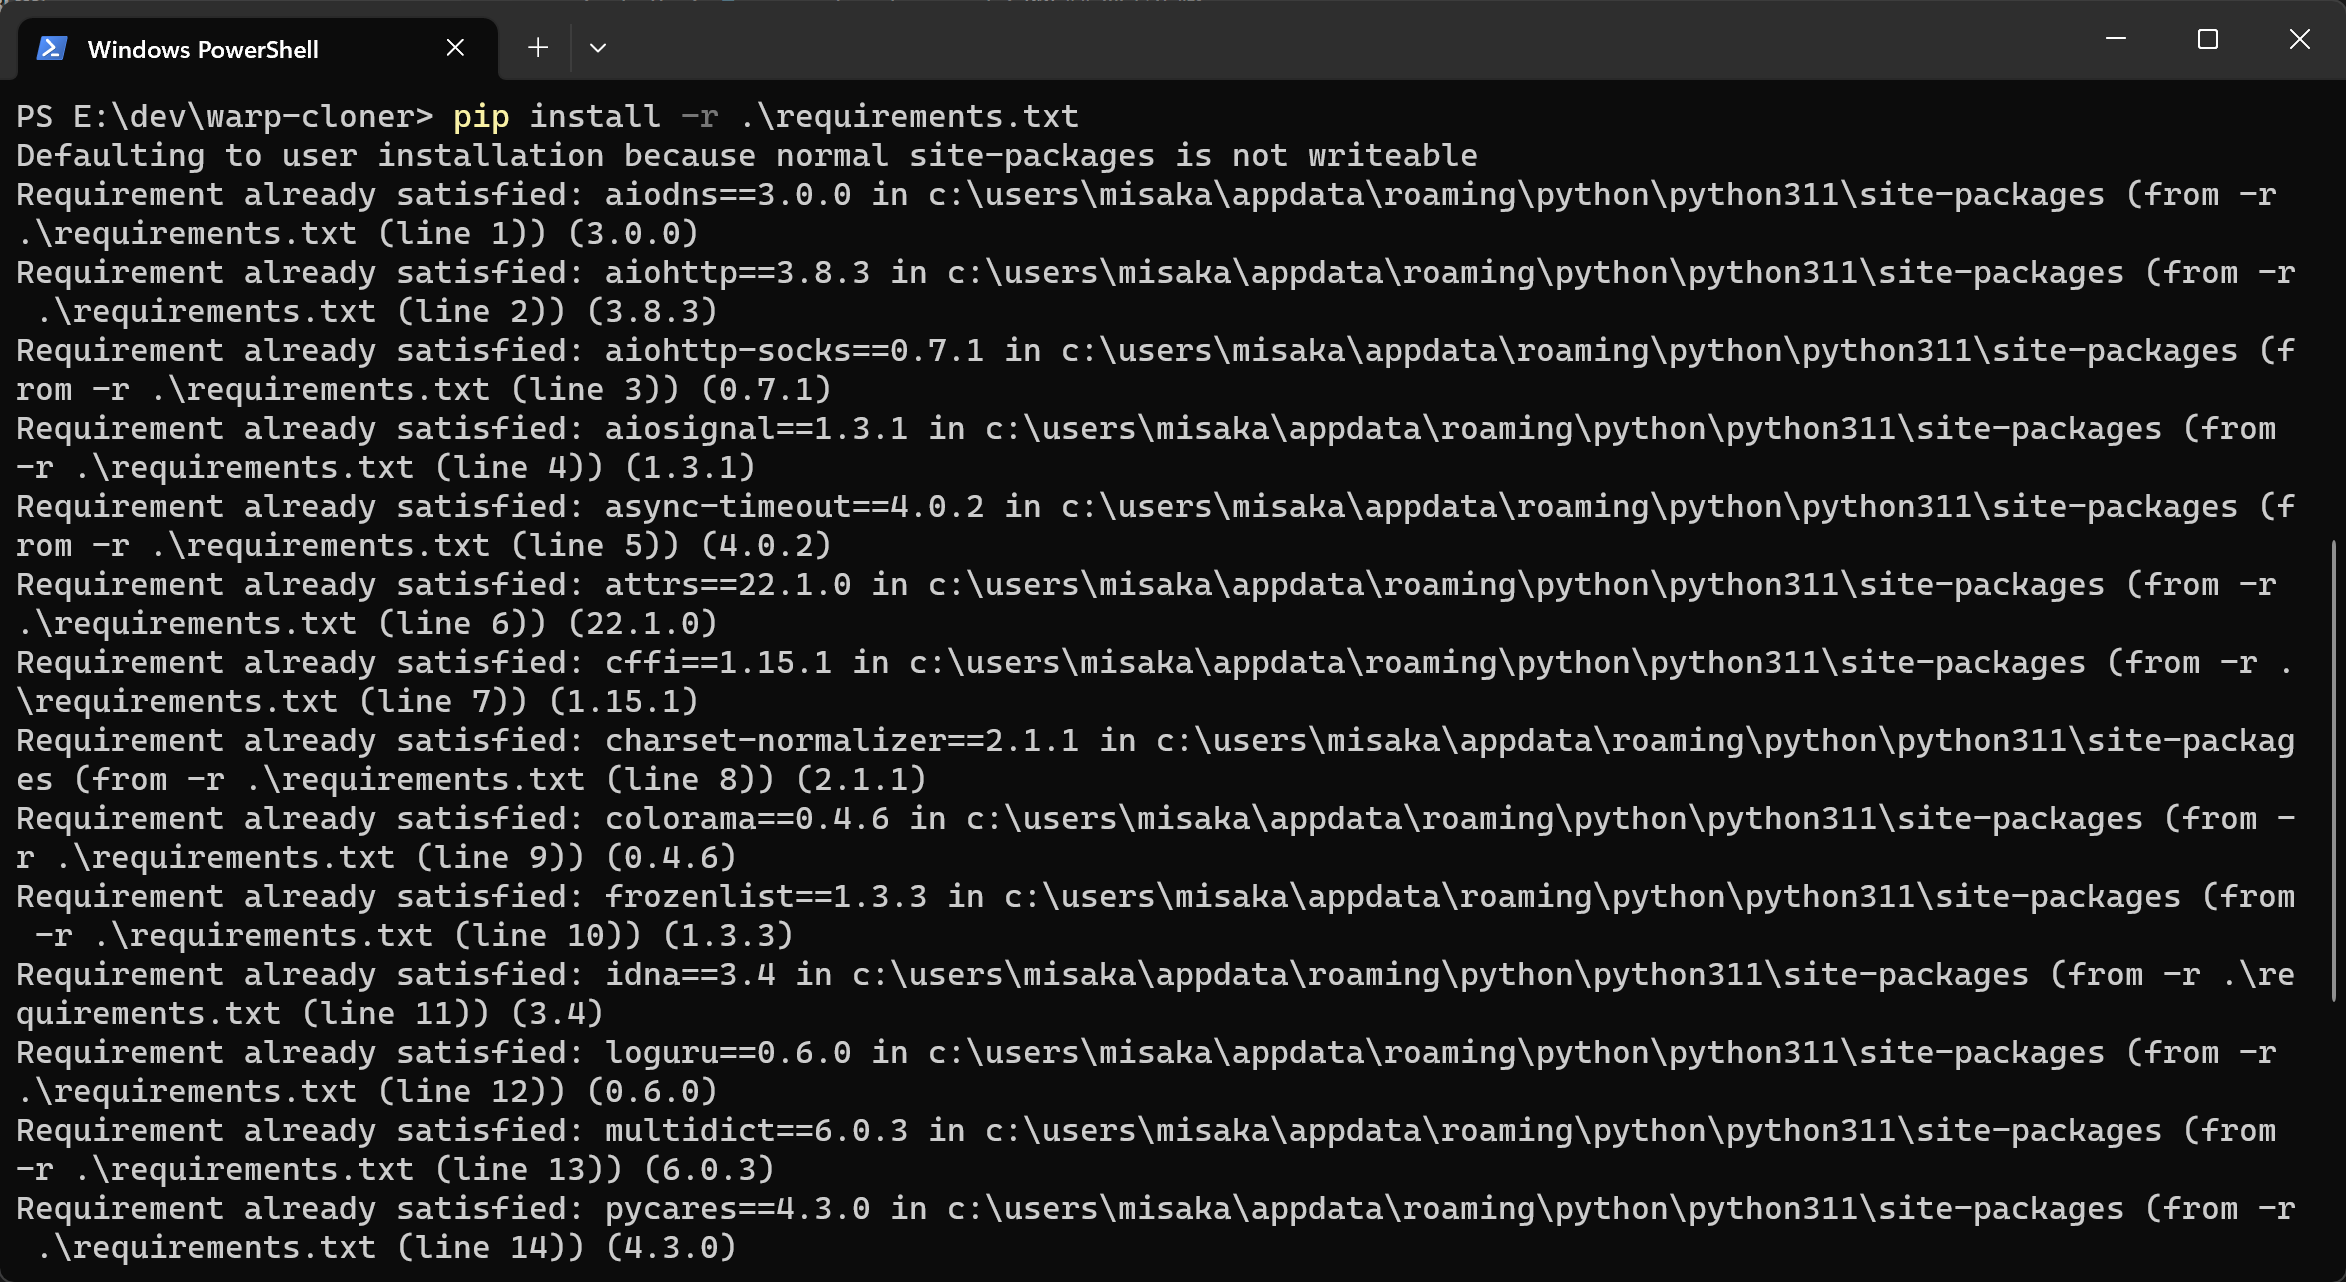 Windows PowerShell
PS E:\dev\warp-cloner> pip install -r .\requirements.txt
Defaulting to user installation because normal site-packages is not writeable
Requirement already satisfied: aiodns==3.0.0 in c:\users\misaka\appdata\roaming\python\python311\site-packages (from -r
.\requirements.txt (line 1)) (3.0.0)
Requirement already satisfied: aiohttp==3.8.3 in c:\users\misaka\appdata\roaming\python\python311\site-packages (from -r
 .\requirements.txt (line 2)) (3.8.3)
Requirement already satisfied: aiohttp-socks==0.7.1 in c:\users\misaka\appdata\roaming\python\python311\site-packages (f
rom -r .\requirements.txt (line 3)) (0.7.1)
Requirement already satisfied: aiosignal==1.3.1 in c:\users\misaka\appdata\roaming\python\python311\site-packages (from
-r .\requirements.txt (line 4)) (1.3.1)
Requirement already satisfied: async-timeout==4.0.2 in c:\users\misaka\appdata\roaming\python\python311\site-packages (f
rom -r .\requirements.txt (line 5)) (4.0.2)
Requirement already satisfied: attrs==22.1.0 in c:\users\misaka\appdata\roaming\python\python311\site-packages (from -r
.\requirements.txt (line 6)) (22.1.0)
Requirement already satisfied: cffi==1.15.1 in c:\users\misaka\appdata\roaming\python\python311\site-packages (from -r .
\requirements.txt (line 7)) (1.15.1)
Requirement already satisfied: charset-normalizer==2.1.1 in c:\users\misaka\appdata\roaming\python\python311\site-packag
es (from -r .\requirements.txt (line 8)) (2.1.1)
Requirement already satisfied: colorama==0.4.6 in c:\users\misaka\appdata\roaming\python\python311\site-packages (from -
r .\requirements.txt (line 9)) (0.4.6)
Requirement already satisfied: frozenlist==1.3.3 in c:\users\misaka\appdata\roaming\python\python311\site-packages (from
 -r .\requirements.txt (line 10)) (1.3.3)
Requirement already satisfied: idna==3.4 in c:\users\misaka\appdata\roaming\python\python311\site-packages (from -r .\re
quirements.txt (line 11)) (3.4)
Requirement already satisfied: loguru==0.6.0 in c:\users\misaka\appdata\roaming\python\python311\site-packages (from -r
.\requirements.txt (line 12)) (0.6.0)
Requirement already satisfied: multidict==6.0.3 in c:\users\misaka\appdata\roaming\python\python311\site-packages (from
-r .\requirements.txt (line 13)) (6.0.3)
Requirement already satisfied: pycares==4.3.0 in c:\users\misaka\appdata\roaming\python\python311\site-packages (from -r
 .\requirements.txt (line 14)) (4.3.0)